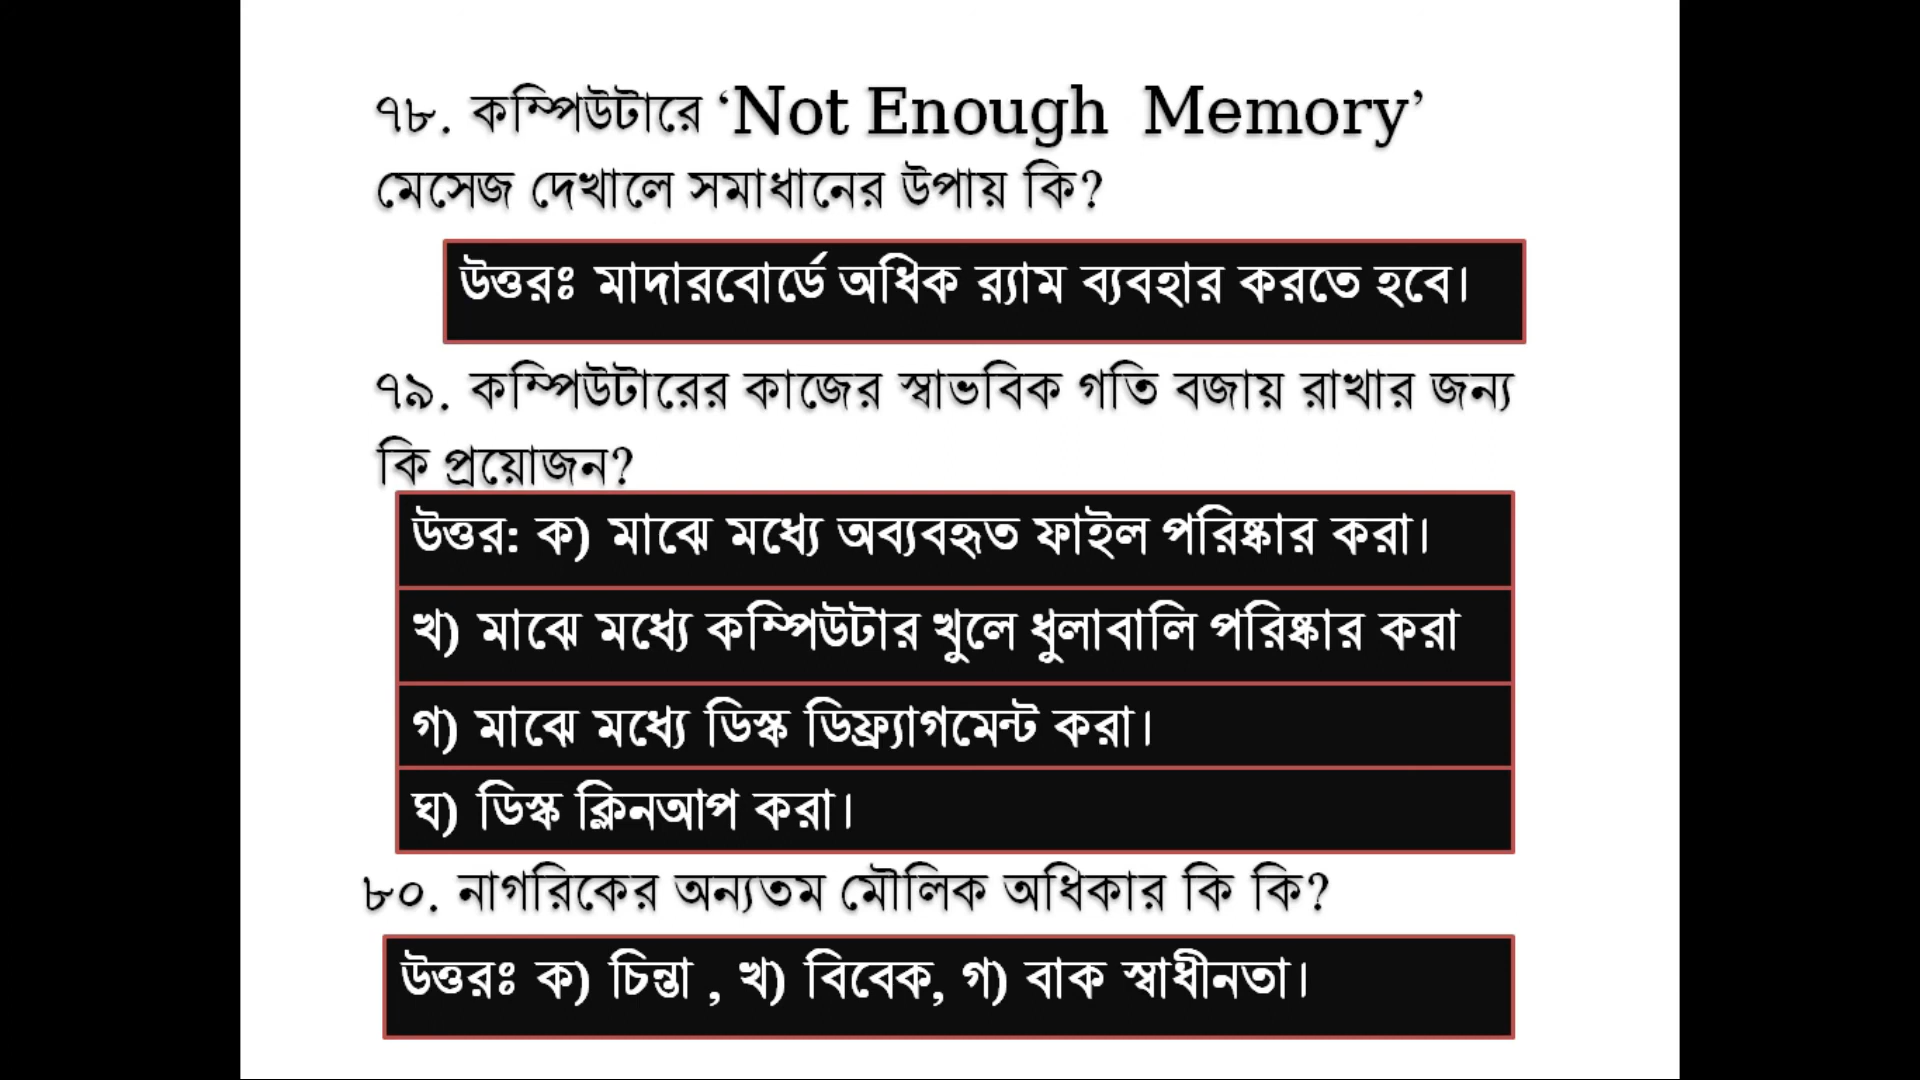 ৭৮. কম্পিউটারে ‘Not Enough Memory’
মেসেজ দেখালে সমাধানের উপায় কি?
উত্তরঃ মাদারবোর্ডে অধিক র‍্যাম ব্যবহার করতে হবে।
৭৯. কম্পিউটারের কাজের স্বাভবিক গতি বজায় রাখার জন্য
কি প্রয়োজন?
উত্তর: ক) মাঝে মধ্যে অব্যবহৃত ফাইল পরিষ্কার করা।
খ) মাঝে মধ্যে কম্পিউটার খুলে ধুলাবালি পরিষ্কার করা
গ) মাঝে মধ্যে ডিস্ক ডিফ্র্যাগমেন্ট করা।
ঘ) ডিস্ক ক্লিনআপ করা।
৮০. নাগরিকের অন্যতম মৌলিক অধিকার কি কি?
উত্তরঃ ক) চিন্তা , খ) বিবেক, গ) বাক স্বাধীনতা।